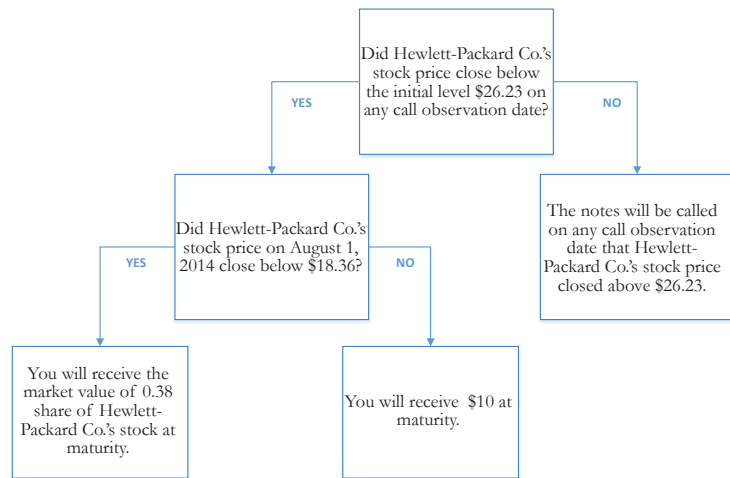 Did Hewlett-Packard Co.'s
stock price close below
the initial level $26.23 on
any call observation date?
YES
NO
Did Hewlett-Packard Co.'s
stock price on August 1,
2014 close below $18.36?
The notes will be called
on any call observation
date that Hewlett-
Packard Co.'s stock price
closed above $26.23.
YES
NO
You will receive the
market value of 0.38
share of Hewlett-
Packard Co.'s stock at
maturity.
You will receive $10 at
maturity.